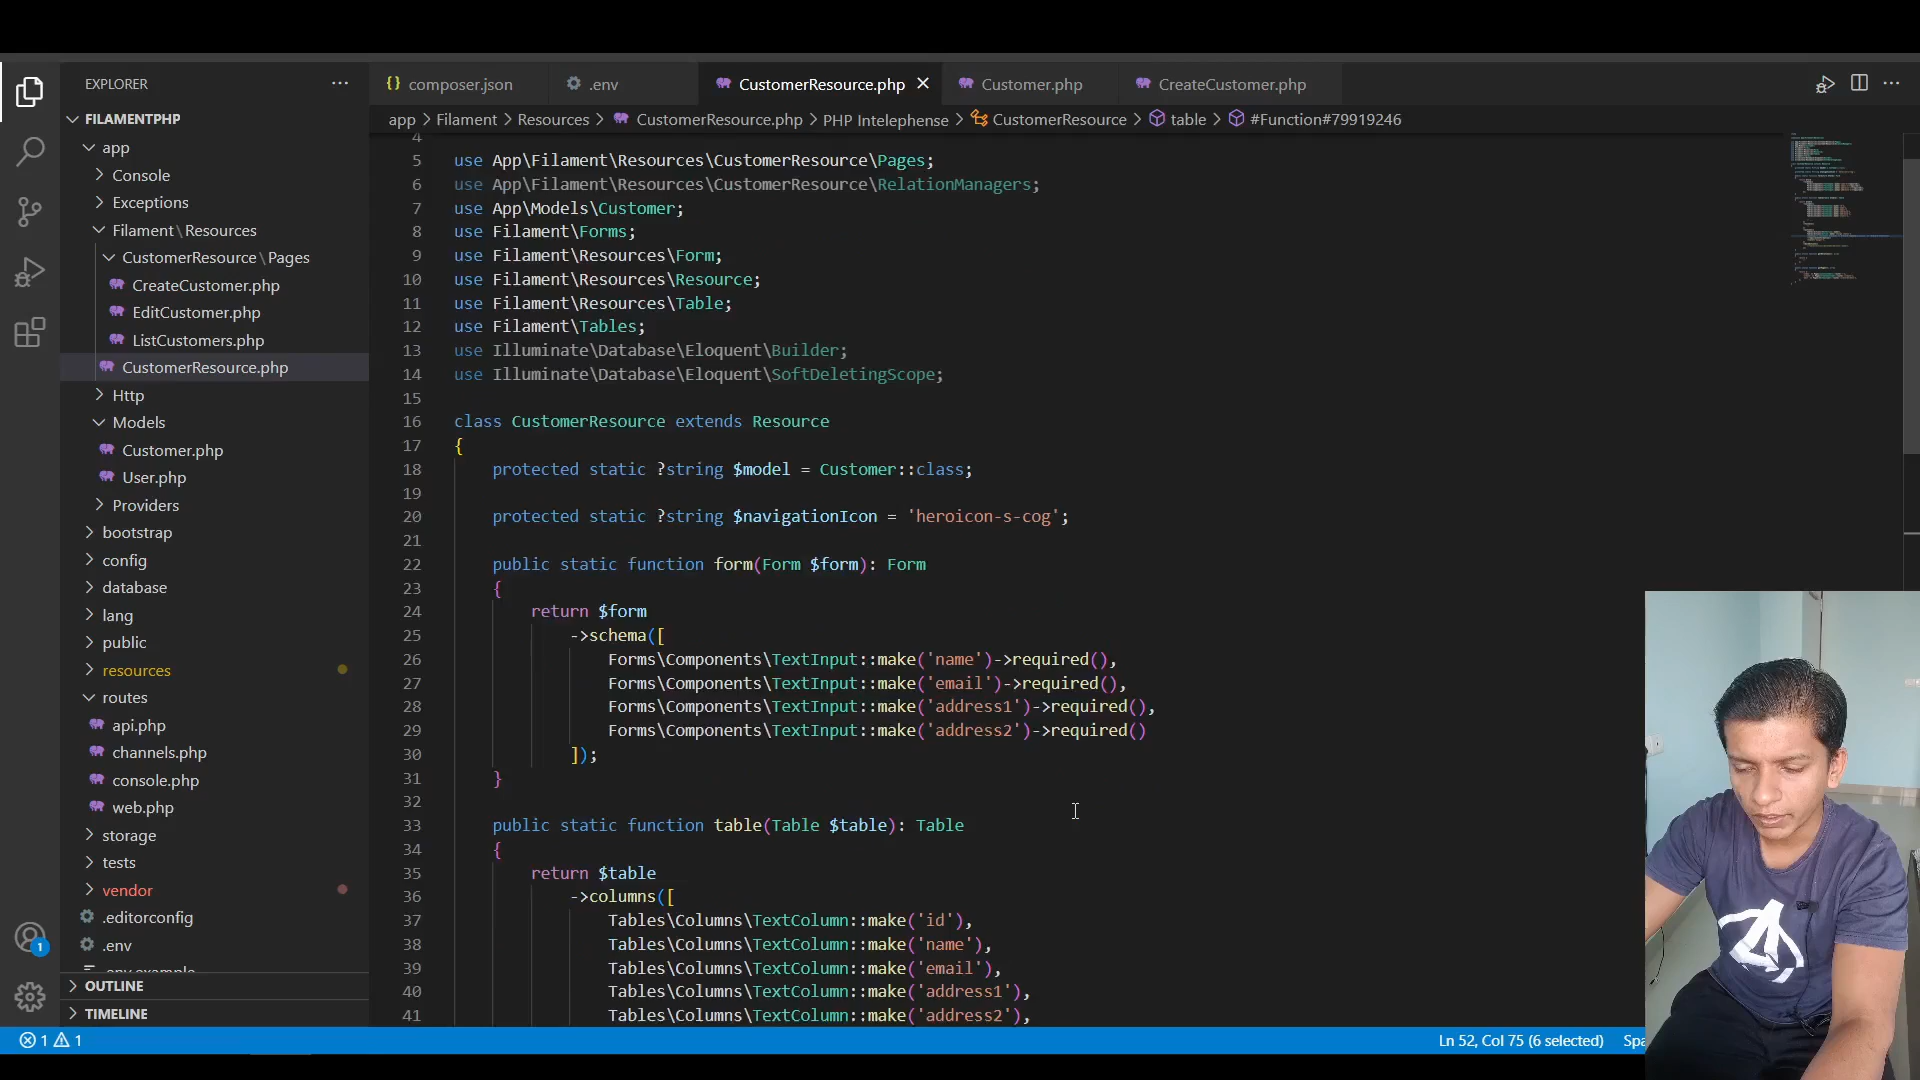 EXPLORER
composer.json
.env
CustomerResource.php
Customer.php
CreateCustomer.php
app > Filament > Resources > CustomerResource.php > PHP Intelephense > CustomerResource > table > #Function#79919246
FILAMENTPHP
app
Console
Exceptions
Filament\Resources
CustomerResource\Pages
CreateCustomer.php
EditCustomer.php
ListCustomers.php
CustomerResource.php
Http
Models
Customer.php
User.php
Providers
bootstrap
config
database
lang
public
resources
routes
api.php
channels.php
console.php
web.php
storage
tests
vendor
.editorconfig
.env
.env.example
OUTLINE
TIMELINE
4
5 use App\Filament\Resources\CustomerResource\Pages;
6 use App\Filament\Resources\CustomerResource\RelationManagers;
7 use App\Models\Customer;
8 use Filament\Forms;
9 use Filament\Resources\Form;
10 use Filament\Resources\Resource;
11 use Filament\Resources\Table;
12 use Filament\Tables;
13 use Illuminate\Database\Eloquent\Builder;
14 use Illuminate\Database\Eloquent\SoftDeletingScope;
15
16 class CustomerResource extends Resource
17 {
18 protected static ?string $model = Customer::class;
19
20 protected static ?string $navigationIcon = 'heroicon-s-cog';
21
22 public static function form(Form $form): Form
23 {
24 return $form
25 ->schema([
26 Forms\Components\TextInput::make('name')->required(),
27 Forms\Components\TextInput::make('email')->required(),
28 Forms\Components\TextInput::make('address1')->required(),
29 Forms\Components\TextInput::make('address2')->required()
30 ]);
31 }
32
33 public static function table(Table $table): Table
34 {
35 return $table
36 ->columns([
37 Tables\Columns\TextColumn::make('id'),
38 Tables\Columns\TextColumn::make('name'),
39 Tables\Columns\TextColumn::make('email'),
40 Tables\Columns\TextColumn::make('address1'),
41 Tables\Columns\TextColumn::make('address2'),
1
1 1
Ln 52, Col 75 (6 selected)
Spa